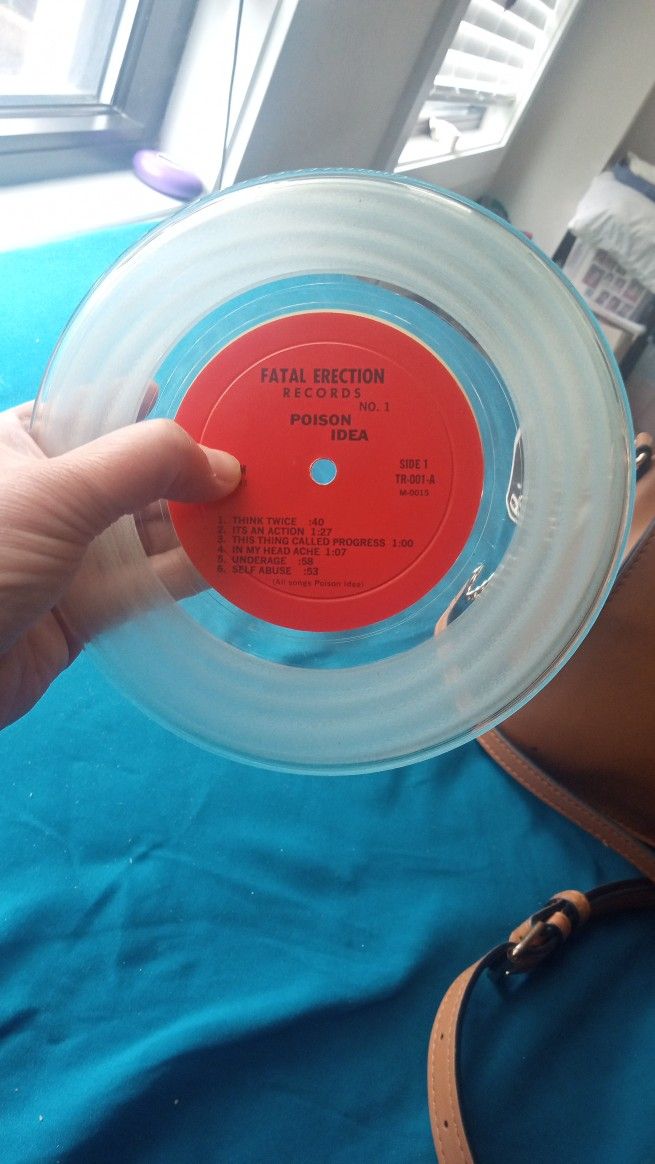 FATAL ERECTION
RECORDS
NO. 1
POISON
IDEA
SIDE 1
TR-001-A
M-0015
1. THINK TWICE :40
2. ITS AN ACTION 1:27
3. THIS THING CALLED PROGRESS 1:00
4. IN MY HEAD ACHE 1:07
5. UNDERAGE :58
6. SELF ABUSE :53
(All songs Poison Idea)